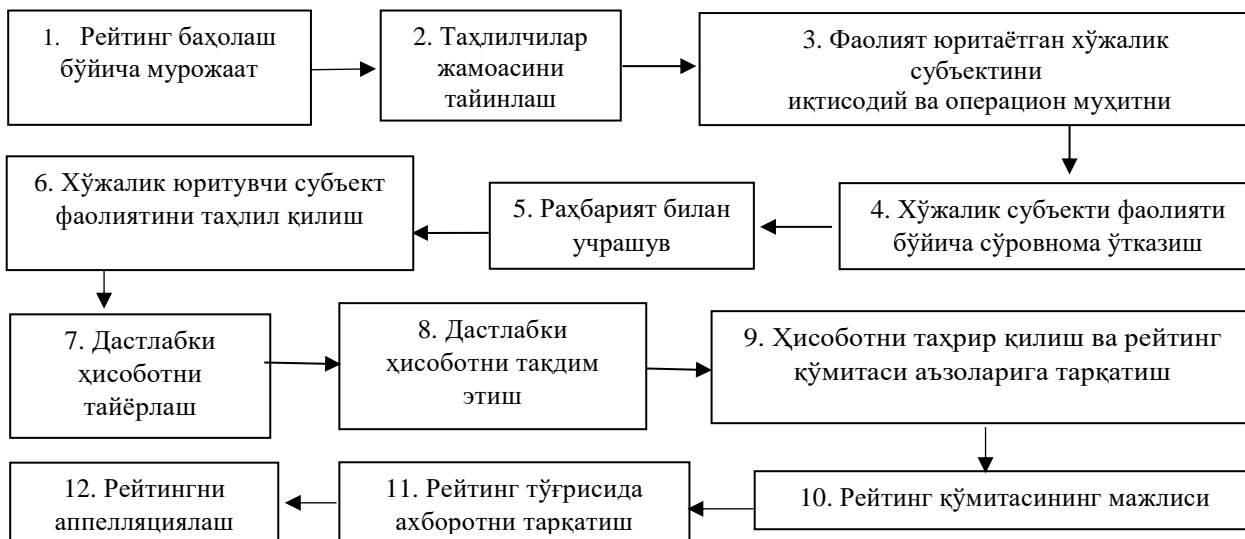 1. Рейтинг баҳолаш
бўйича мурожаат
2. Таҳлилчилар
жамоасини
тайинлаш
3. Фаолият юритаётган хўжалик
субъектини
иқтисодий ва операцион муҳитни
4. Хўжалик субъекти фаолияти
бўйича сўровнома ўтказиш
5. Раҳбарият билан
учрашув
6. Хўжалик юритувчи субъект
фаолиятини таҳлил қилиш
7. Дастлабки
ҳисоботни
тайёрлаш
8. Дастлабки
ҳисоботни тақдим
этиш
9. Ҳисоботни таҳрир қилиш ва рейтинг
қўмитаси аъзоларига тарқатиш
10. Рейтинг қўмитасининг мажлиси
11. Рейтинг тўғрисида
ахборотни тарқатиш
12. Рейтингни
аппелляциялаш